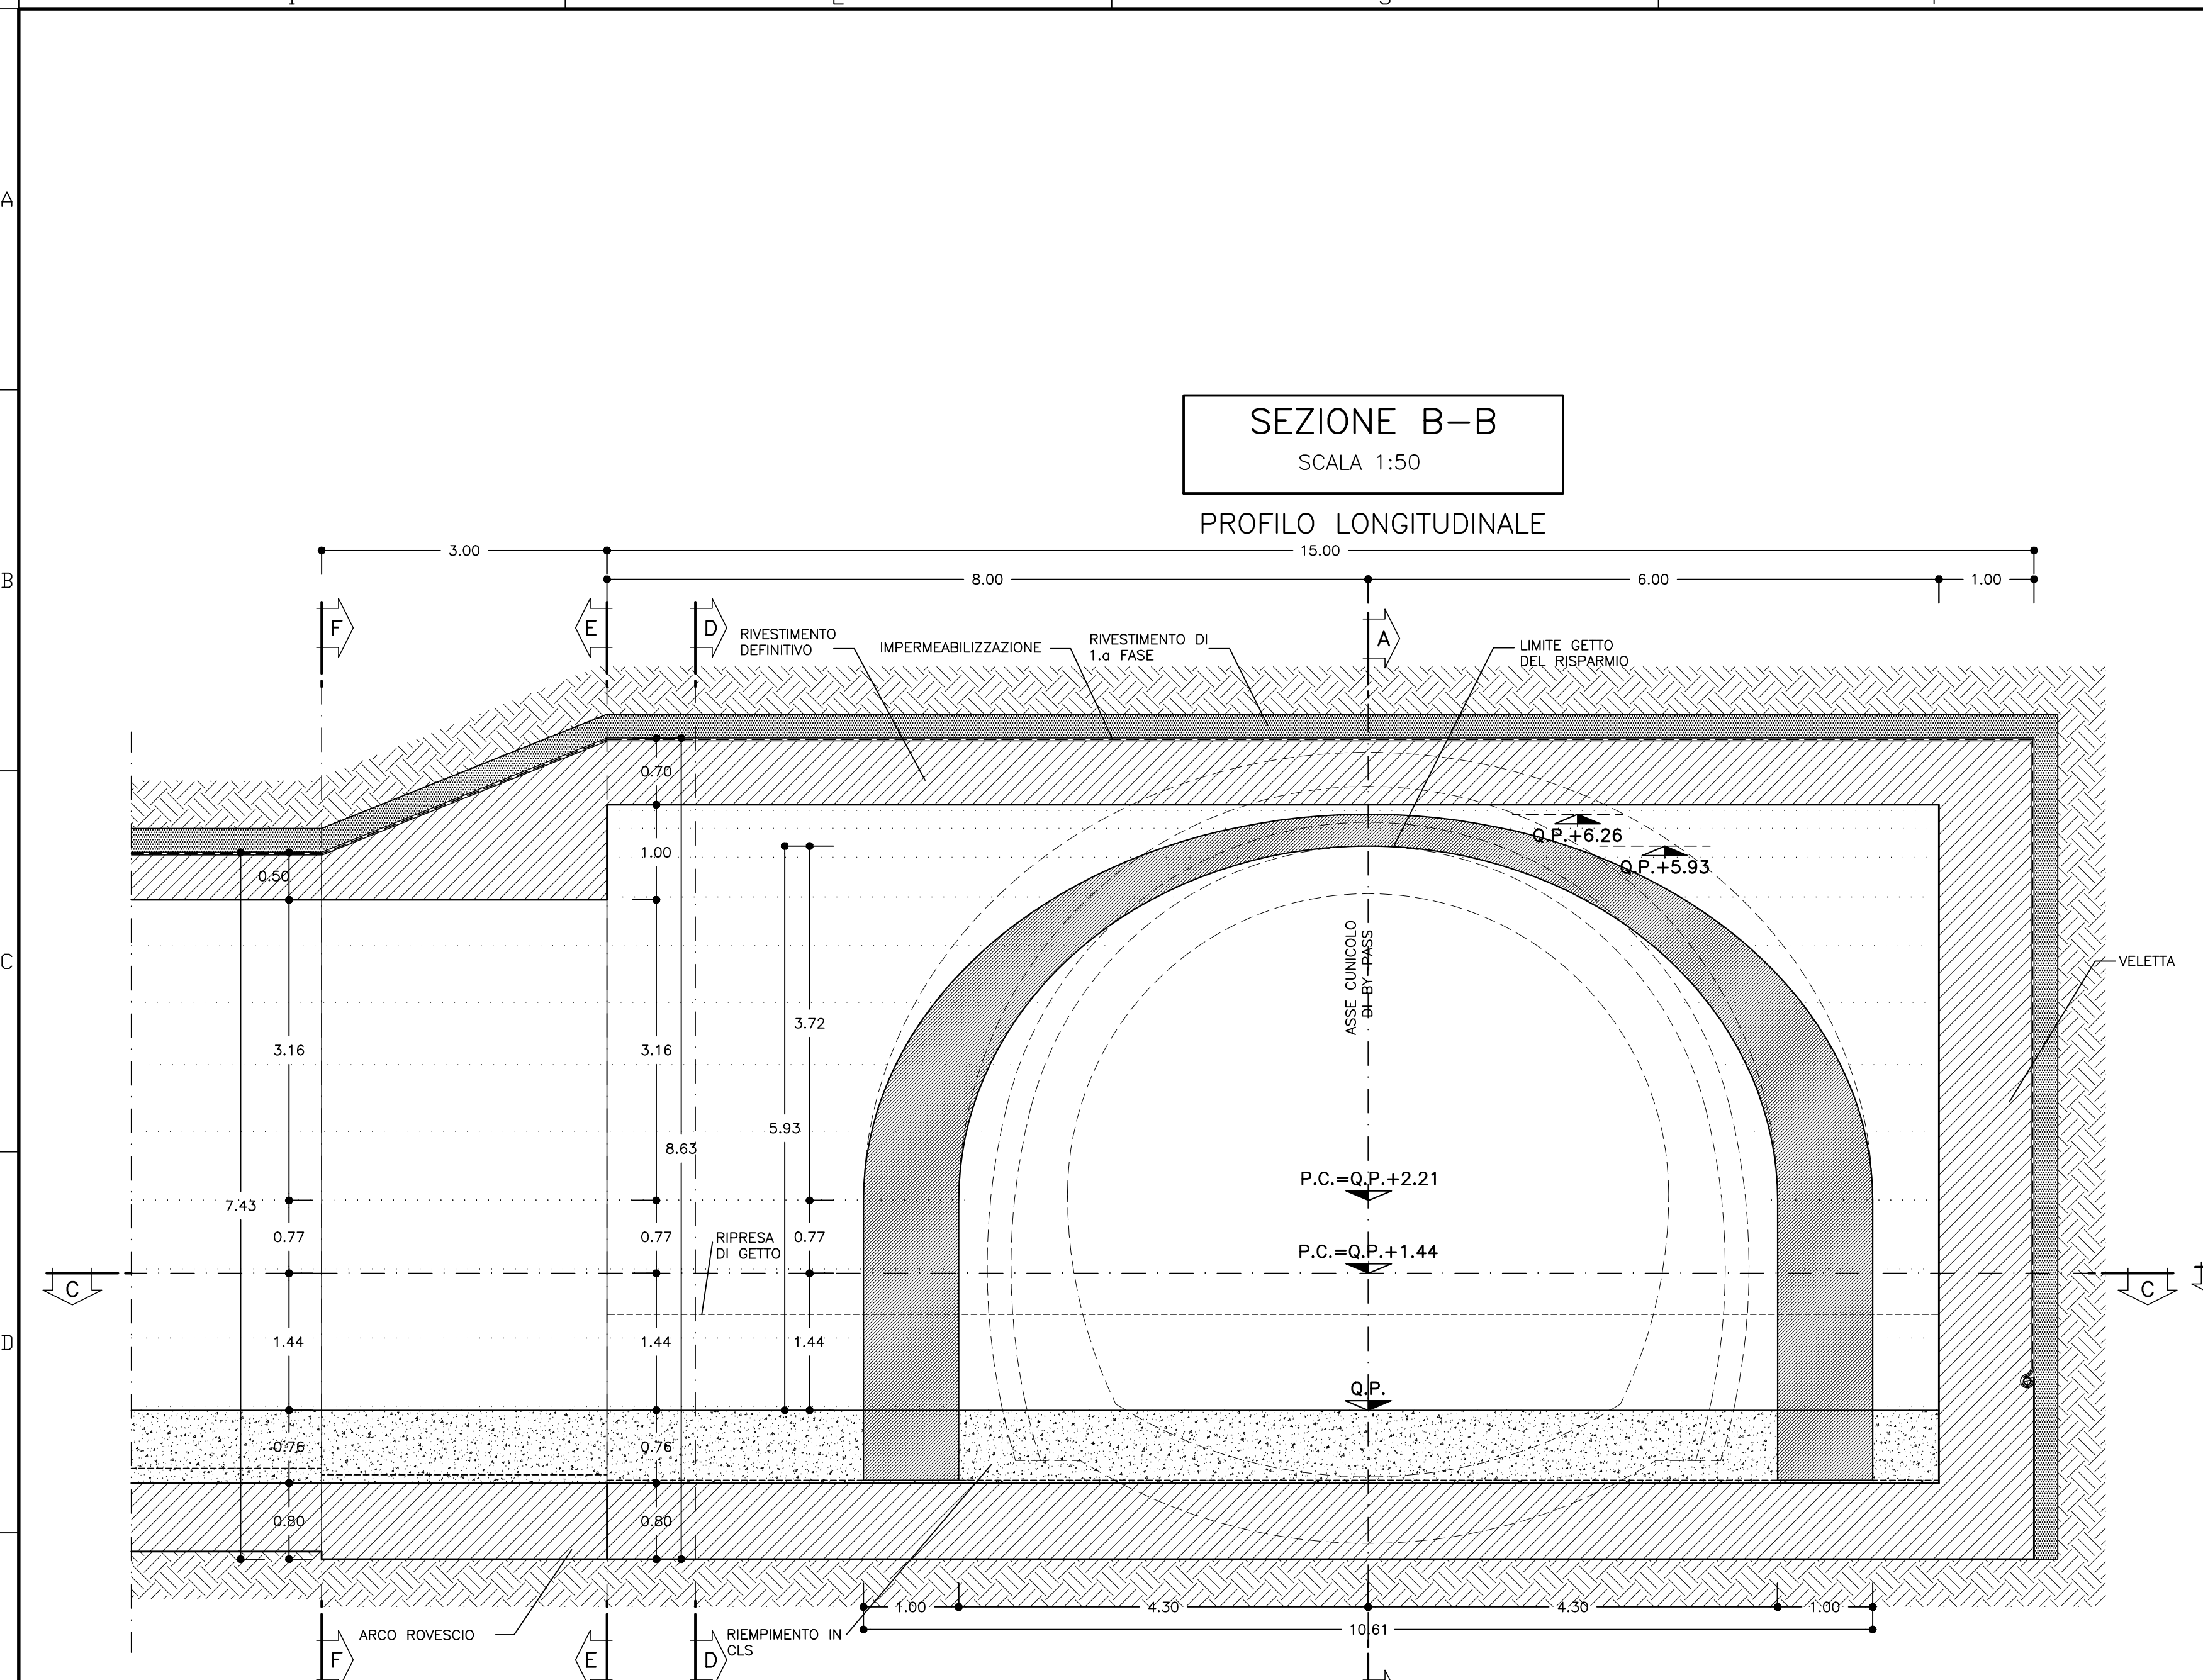 A
B
C
D
SEZIONE B-B
SCALA 1:50
PROFILO LONGITUDINALE
3.00
15.00
8.00
6.00
1.00
F
E
D
A
RIVESTIMENTO
DEFINITIVO
IMPERMEABILIZZAZIONE
RIVESTIMENTO DI
1.a FASE
LIMITE GETTO
DEL RISPARMIO
0.70
1.00
0.50
Q.P.+6.26
Q.P.+5.93
ASSE CUNICOLO
DI BY-PASS
VELETTA
3.72
3.16
3.16
5.93
8.63
7.43
P.C.=Q.P.+2.21
0.77
0.77
0.77
RIPRESA
DI GETTO
P.C.=Q.P.+1.44
C
C
1.44
1.44
1.44
Q.P.
0.76
0.76
0.80
0.80
1.00
4.30
4.30
1.00
10.61
ARCO ROVESCIO
RIEMPIMENTO IN
CLS
F
E
D